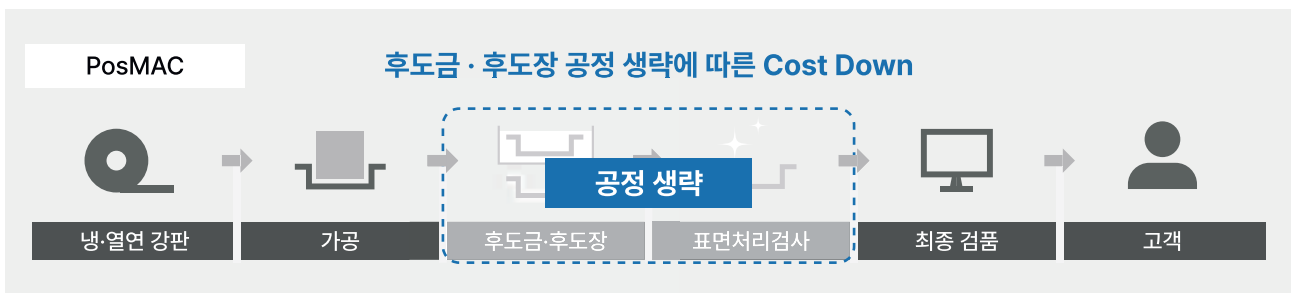 PosMAC
후도금 · 후도장 공정 생략에 따른 Cost Down
공정 생략
냉·열연 강판
가공
후도금·후도장
표면처리검사
최종 검품
고객